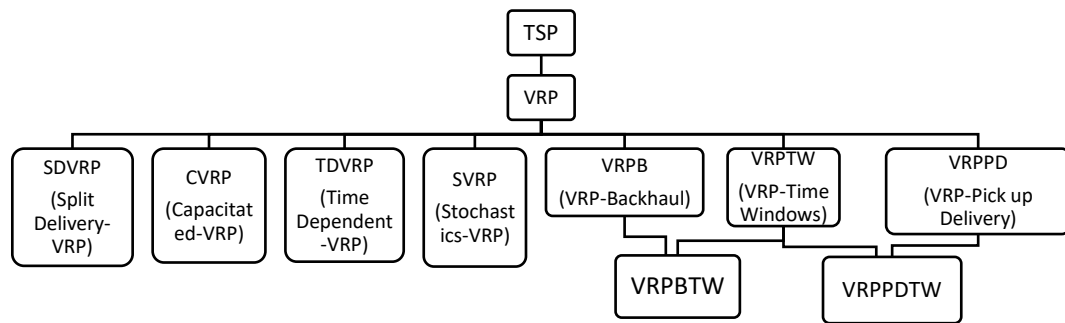 TSP
VRP
SDVRP
(Split
Delivery-
VRP)
CVRP
(Capacitat
ed-VRP)
TDVRP
(Time
Dependent
-VRP)
SVRP
(Stochast
ics-VRP)
VRPB
(VRP-Backhaul)
VRPTW
(VRP-Time
Windows)
VRPPD
(VRP-Pick up
Delivery)
VRPBTW
VRPPDTW